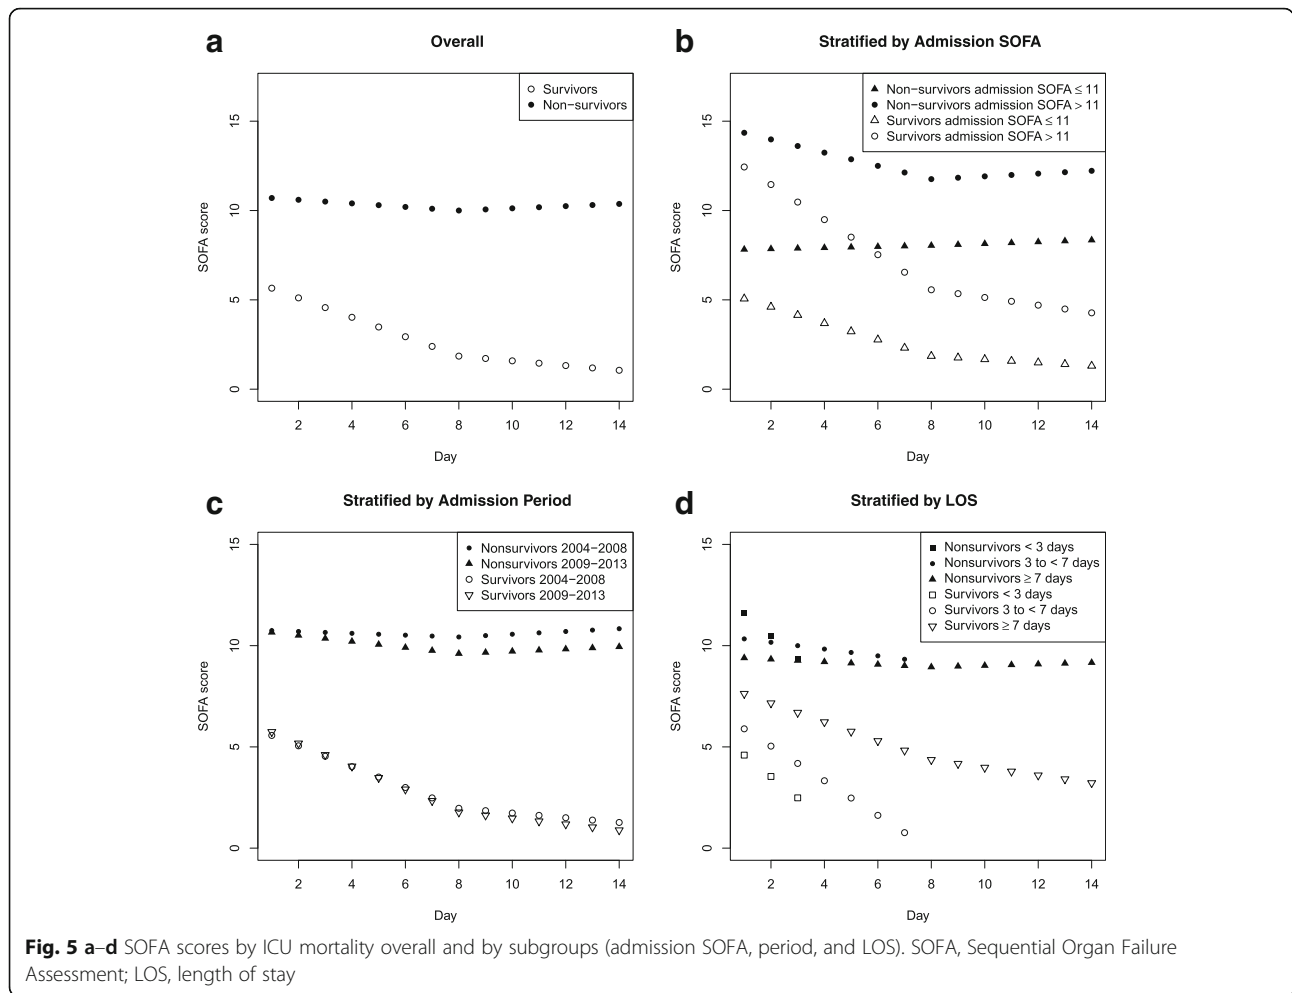 a
Overall
SOFA score
15
10
5
0
Survivors
Non−survivors
2 4 6 8 10 12 14
Day
b
Stratified by Admission SOFA
SOFA score
15
10
5
0
Non−survivors admission SOFA ≤ 11
Non−survivors admission SOFA > 11
Survivors admission SOFA ≤ 11
Survivors admission SOFA > 11
2 4 6 8 10 12 14
Day
c
Stratified by Admission Period
SOFA score
15
10
5
0
Nonsurvivors 2004−2008
Nonsurvivors 2009−2013
Survivors 2004−2008
Survivors 2009−2013
2 4 6 8 10 12 14
Day
d
Stratified by LOS
SOFA score
15
10
5
0
Nonsurvivors < 3 days
Nonsurvivors 3 to < 7 days
Nonsurvivors ≥ 7 days
Survivors < 3 days
Survivors 3 to < 7 days
Survivors ≥ 7 days
2 4 6 8 10 12 14
Day
Fig. 5 a–d SOFA scores by ICU mortality overall and by subgroups (admission SOFA, period, and LOS). SOFA, Sequential Organ Failure
Assessment; LOS, length of stay